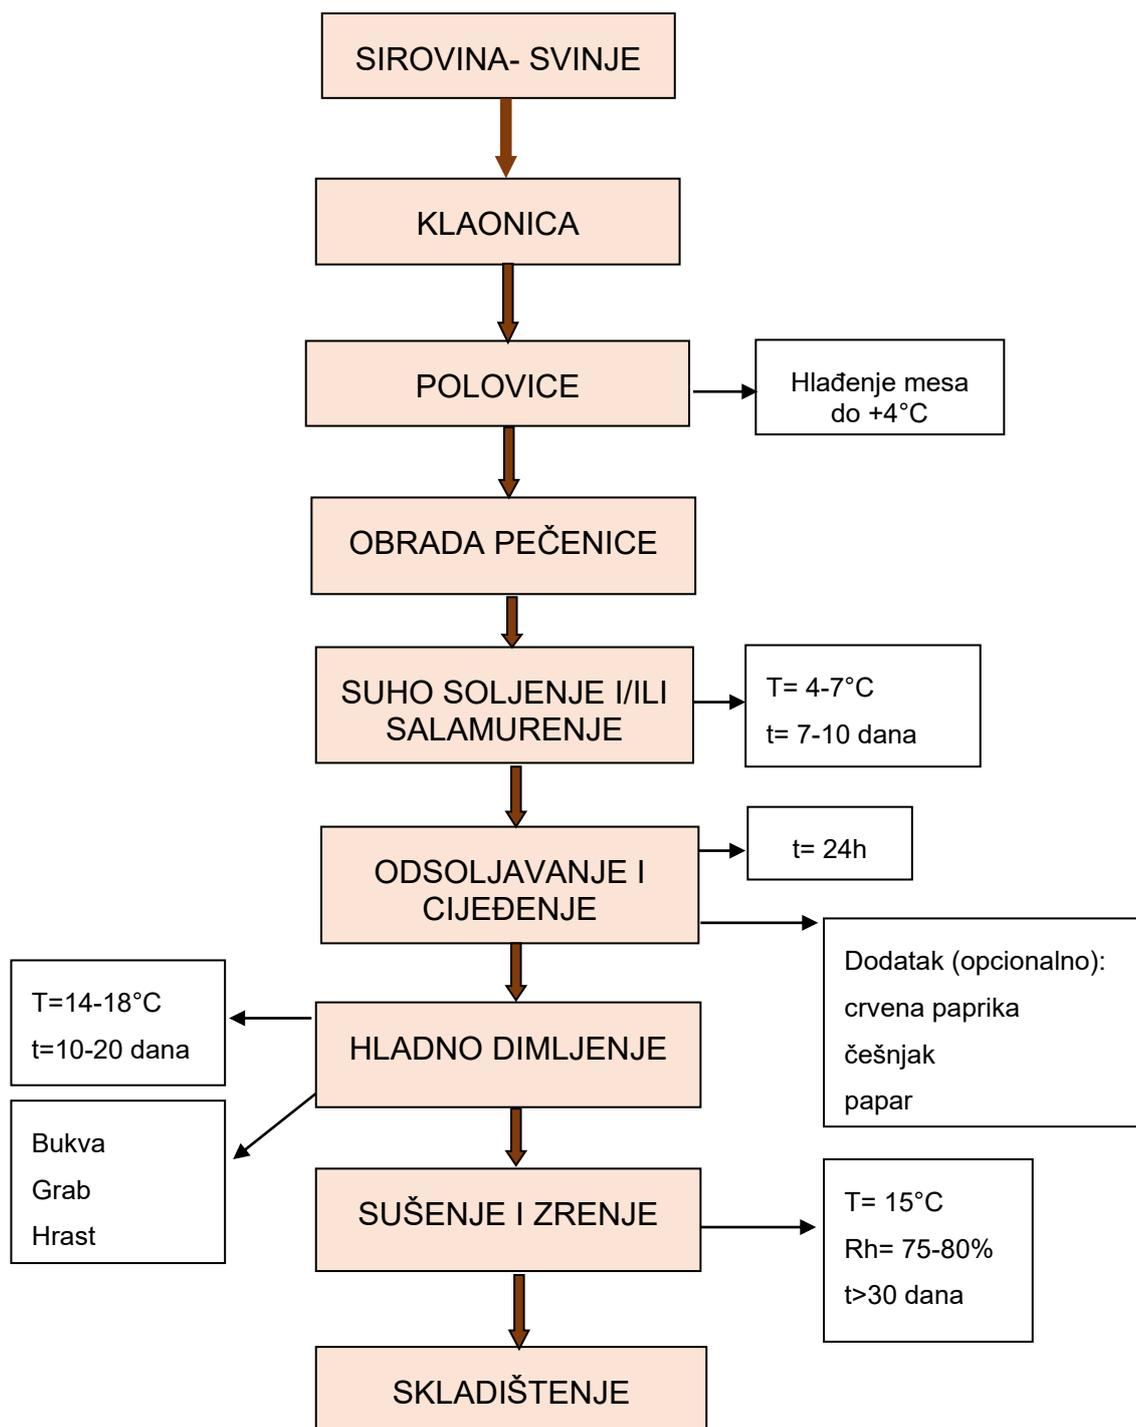 SIROVINA- SVINJE
KLAONICA
POLOVICE
Hlađenje mesa
do +4°C
OBRADA PEČENICE
SUHO SOLJENJE I/ILI
SALAMURENJE
T= 4-7°C
t= 7-10 dana
ODSOLJAVANJE I
CIJEĐENJE
t= 24h
Dodatak (opcionalno):
crvena paprika
češnjak
papar
HLADNO DIMLJENJE
T=14-18°C
t=10-20 dana
Bukva
Grab
Hrast
SUŠENJE I ZRENJE
T= 15°C
Rh= 75-80%
t>30 dana
SKLADIŠTENJE